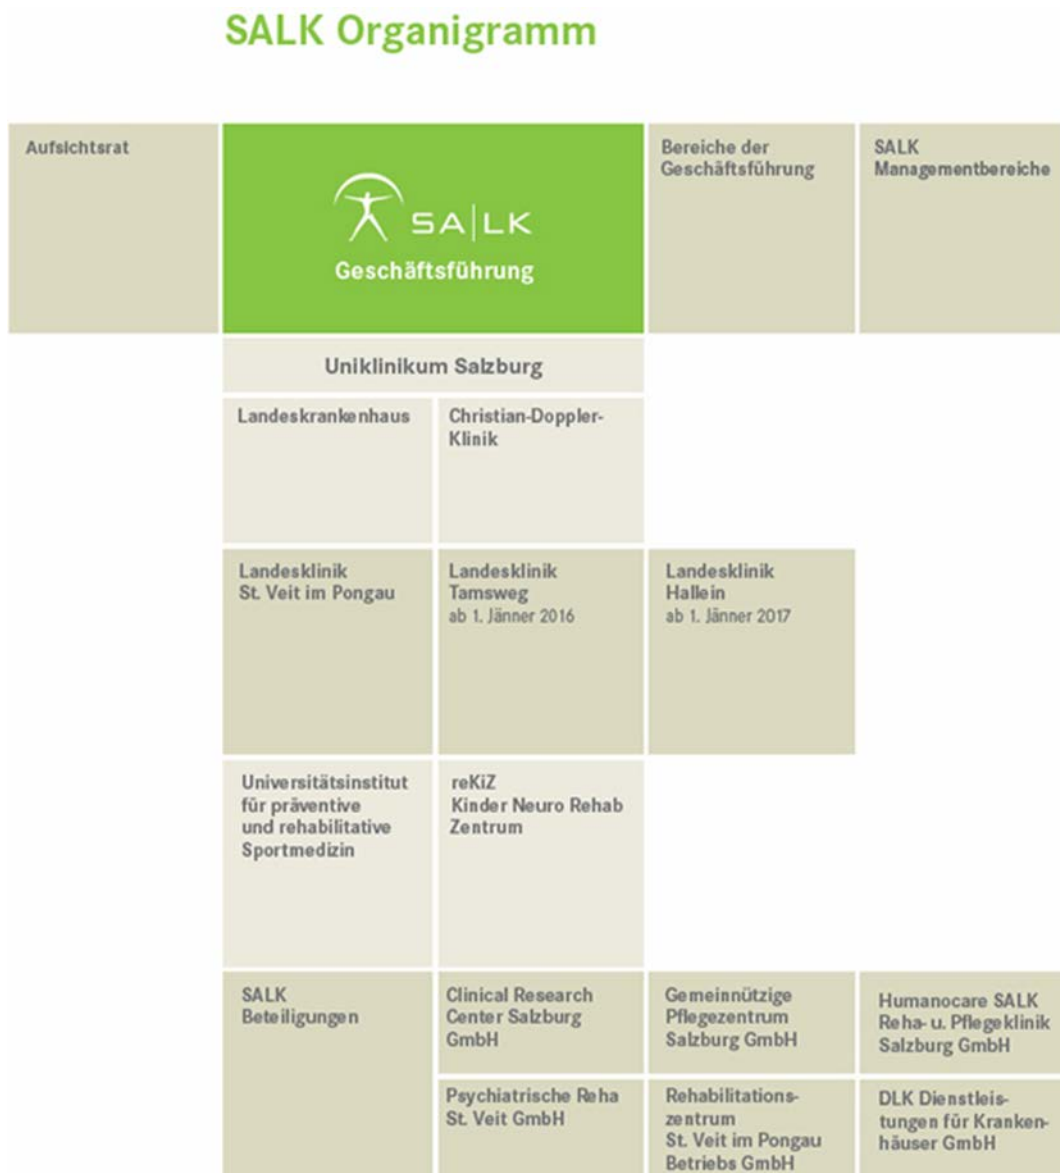 SALK Organigramm
Aufsichtsrat
SA|LK
Geschäftsführung
Bereiche der
Geschäftsführung
SALK
Managementbereiche
Uniklinikum Salzburg
Landeskrankenhaus
Christian-Doppler-
Klinik
Landesklinik
St. Veit im Pongau
Landesklinik
Tamsweg
ab 1. Jänner 2016
Landesklinik
Hallein
ab 1. Jänner 2017
Universitätsinstitut
für präventive
und rehabilitative
Sportmedizin
reKiZ
Kinder Neuro Rehab
Zentrum
SALK
Beteiligungen
Clinical Research
Center Salzburg
GmbH
Gemeinnützige
Pflegezentrum
Salzburg GmbH
Humanocare SALK
Reha- u. Pflegeklinik
Salzburg GmbH
Psychiatrische Reha
St. Veit GmbH
Rehabilitations-
zentrum
St. Veit im Pongau
Betriebs GmbH
DLK Dienstleis-
tungen für Kranken-
häuser GmbH